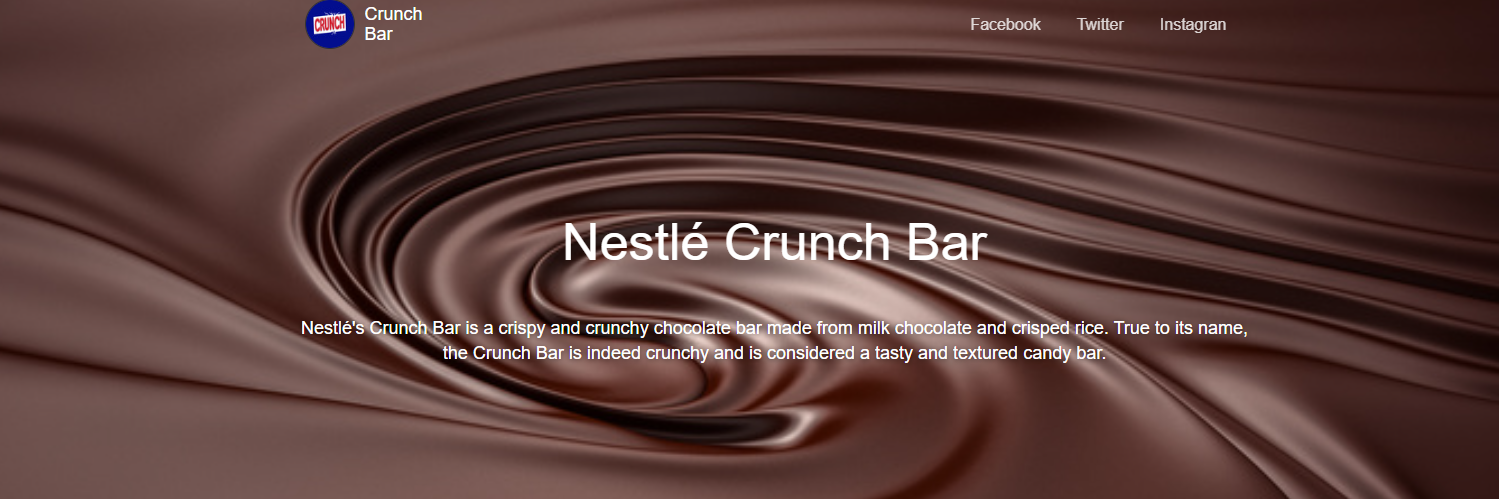 CRUNCH
Crunch
Bar
Facebook Twitter Instagran
Nestlé Crunch Bar
Nestlé's Crunch Bar is a crispy and crunchy chocolate bar made from milk chocolate and crisped rice. True to its name,
the Crunch Bar is indeed crunchy and is considered a tasty and textured candy bar.